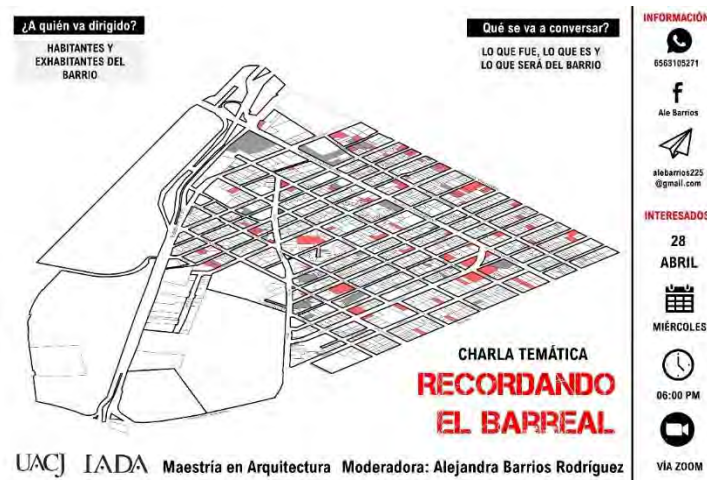 ¿A quién va dirigido?
HABITANTES Y
EXHABITANTES DEL
BARRIO
Qué se va a conversar?
LO QUE FUE, LO QUE ES Y
LO QUE SERÁ DEL BARRIO
CHARLA TEMÁTICA
RECORDANDO
EL BARREAL
UACJ IADA Maestría en Arquitectura Moderadora: Alejandra Barrios Rodríguez
INFORMACIÓN
6563105271
f
Ale Barrios
alebarrios225
@gmail.com
INTERESADOS
28
ABRIL
MIÉRCOLES
06:00 PM
VÍA ZOOM